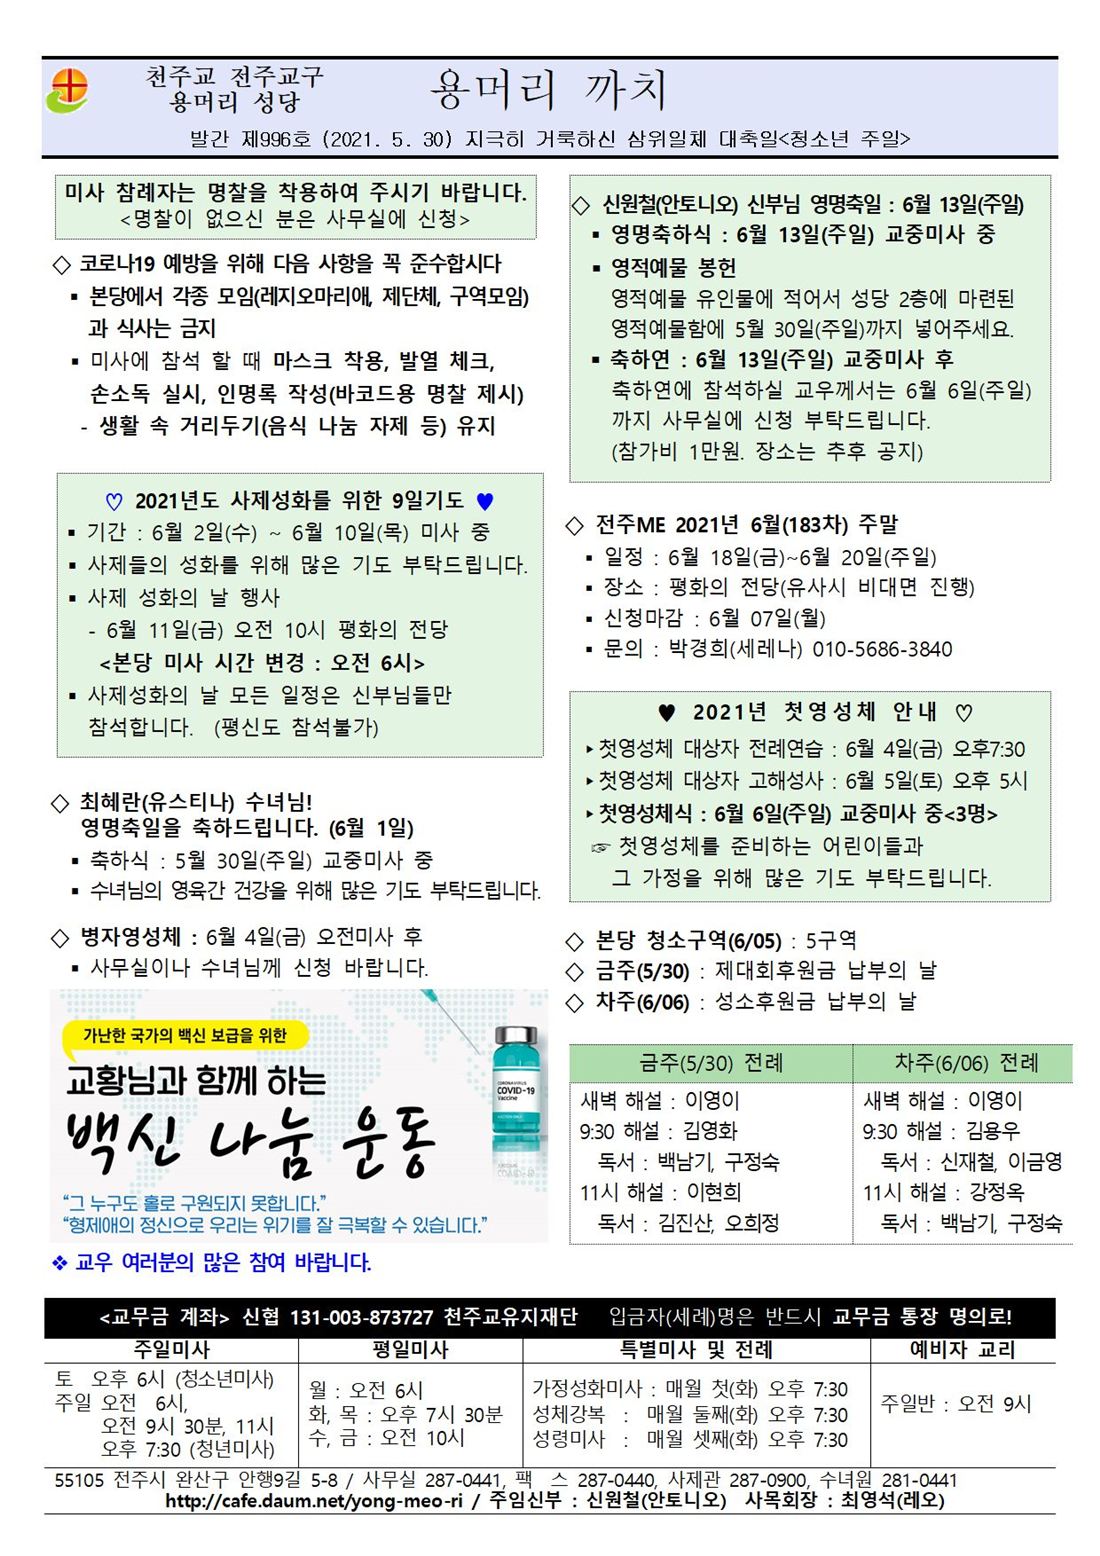 천주교 전주교구
용머리 성당
용머리 까치
발간 제996호 (2021. 5. 30) 지극히 거룩하신 삼위일체 대축일<청소년 주일>
미사 참례자는 명찰을 착용하여 주시기 바랍니다.
<명찰이 없으신 분은 사무실에 신청>
◇ 코로나19 예방을 위해 다음 사항을 꼭 준수합시다
▪ 본당에서 각종 모임(레지오마리애, 제단체, 구역모임)
과 식사는 금지
▪ 미사에 참석 할 때 마스크 착용, 발열 체크,
손소독 실시, 인명록 작성(바코드용 명찰 제시)
- 생활 속 거리두기(음식 나눔 자제 등) 유지
♡ 2021년도 사제성화를 위한 9일기도 ♥
▪ 기간 : 6월 2일(수) ~ 6월 10일(목) 미사 중
▪ 사제들의 성화를 위해 많은 기도 부탁드립니다.
▪ 사제 성화의 날 행사
- 6월 11일(금) 오전 10시 평화의 전당
<본당 미사 시간 변경 : 오전 6시>
▪ 사제성화의 날 모든 일정은 신부님들만
참석합니다. (평신도 참석불가)
◇ 최혜란(유스티나) 수녀님!
영명축일을 축하드립니다. (6월 1일)
▪ 축하식 : 5월 30일(주일) 교중미사 중
▪ 수녀님의 영육간 건강을 위해 많은 기도 부탁드립니다.
◇ 병자영성체 : 6월 4일(금) 오전미사 후
▪ 사무실이나 수녀님께 신청 바랍니다.
가난한 국가의 백신 보급을 위한
교황님과 함께 하는
백신 나눔 운동
CORONAVIRUS
COVID-19
Vaccine
“그 누구도 홀로 구원되지 못합니다.”
“형제애의 정신으로 우리는 위기를 잘 극복할 수 있습니다.”
❖ 교우 여러분의 많은 참여 바랍니다.
◇ 신원철(안토니오) 신부님 영명축일 : 6월 13일(주일)
▪ 영명축하식 : 6월 13일(주일) 교중미사 중
▪ 영적예물 봉헌
영적예물 유인물에 적어서 성당 2층에 마련된
영적예물함에 5월 30일(주일)까지 넣어주세요.
▪ 축하연 : 6월 13일(주일) 교중미사 후
축하연에 참석하실 교우께서는 6월 6일(주일)
까지 사무실에 신청 부탁드립니다.
(참가비 1만원. 장소는 추후 공지)
◇ 전주ME 2021년 6월(183차) 주말
▪ 일정 : 6월 18일(금)~6월 20일(주일)
▪ 장소 : 평화의 전당(유사시 비대면 진행)
▪ 신청마감 : 6월 07일(월)
▪ 문의 : 박경희(세레나) 010-5686-3840
♥ 2021년 첫영성체 안내 ♡
▸첫영성체 대상자 전례연습 : 6월 4일(금) 오후7:30
▸첫영성체 대상자 고해성사 : 6월 5일(토) 오후 5시
▸첫영성체식 : 6월 6일(주일) 교중미사 중<3명>
☞ 첫영성체를 준비하는 어린이들과
그 가정을 위해 많은 기도 부탁드립니다.
◇ 본당 청소구역(6/05) : 5구역
◇ 금주(5/30) : 제대회후원금 납부의 날
◇ 차주(6/06) : 성소후원금 납부의 날
금주(5/30) 전례 차주(6/06) 전례
새벽 해설 : 이영이 새벽 해설 : 이영이
9:30 해설 : 김영화 9:30 해설 : 김용우
독서 : 백남기, 구정숙 독서 : 신재철, 이금영
11시 해설 : 이현희 11시 해설 : 강정옥
독서 : 김진산, 오희정 독서 : 백남기, 구정숙
<교무금 계좌> 신협 131-003-873727 천주교유지재단 입금자(세례)명은 반드시 교무금 통장 명의로!
주일미사 평일미사 특별미사 및 전례 예비자 교리
토 오후 6시 (청소년미사)
주일 오전 6시,
오전 9시 30분, 11시
오후 7:30 (청년미사)
월 : 오전 6시
화, 목 : 오후 7시 30분
수, 금 : 오전 10시
가정성화미사 : 매월 첫(화) 오후 7:30
성체강복 : 매월 둘째(화) 오후 7:30
성령미사 : 매월 셋째(화) 오후 7:30
주일반 : 오전 9시
55105 전주시 완산구 안행9길 5-8 / 사무실 287-0441, 팩 스 287-0440, 사제관 287-0900, 수녀원 281-0441
http://cafe.daum.net/yong-meo-ri / 주임신부 : 신원철(안토니오) 사목회장 : 최영석(레오)